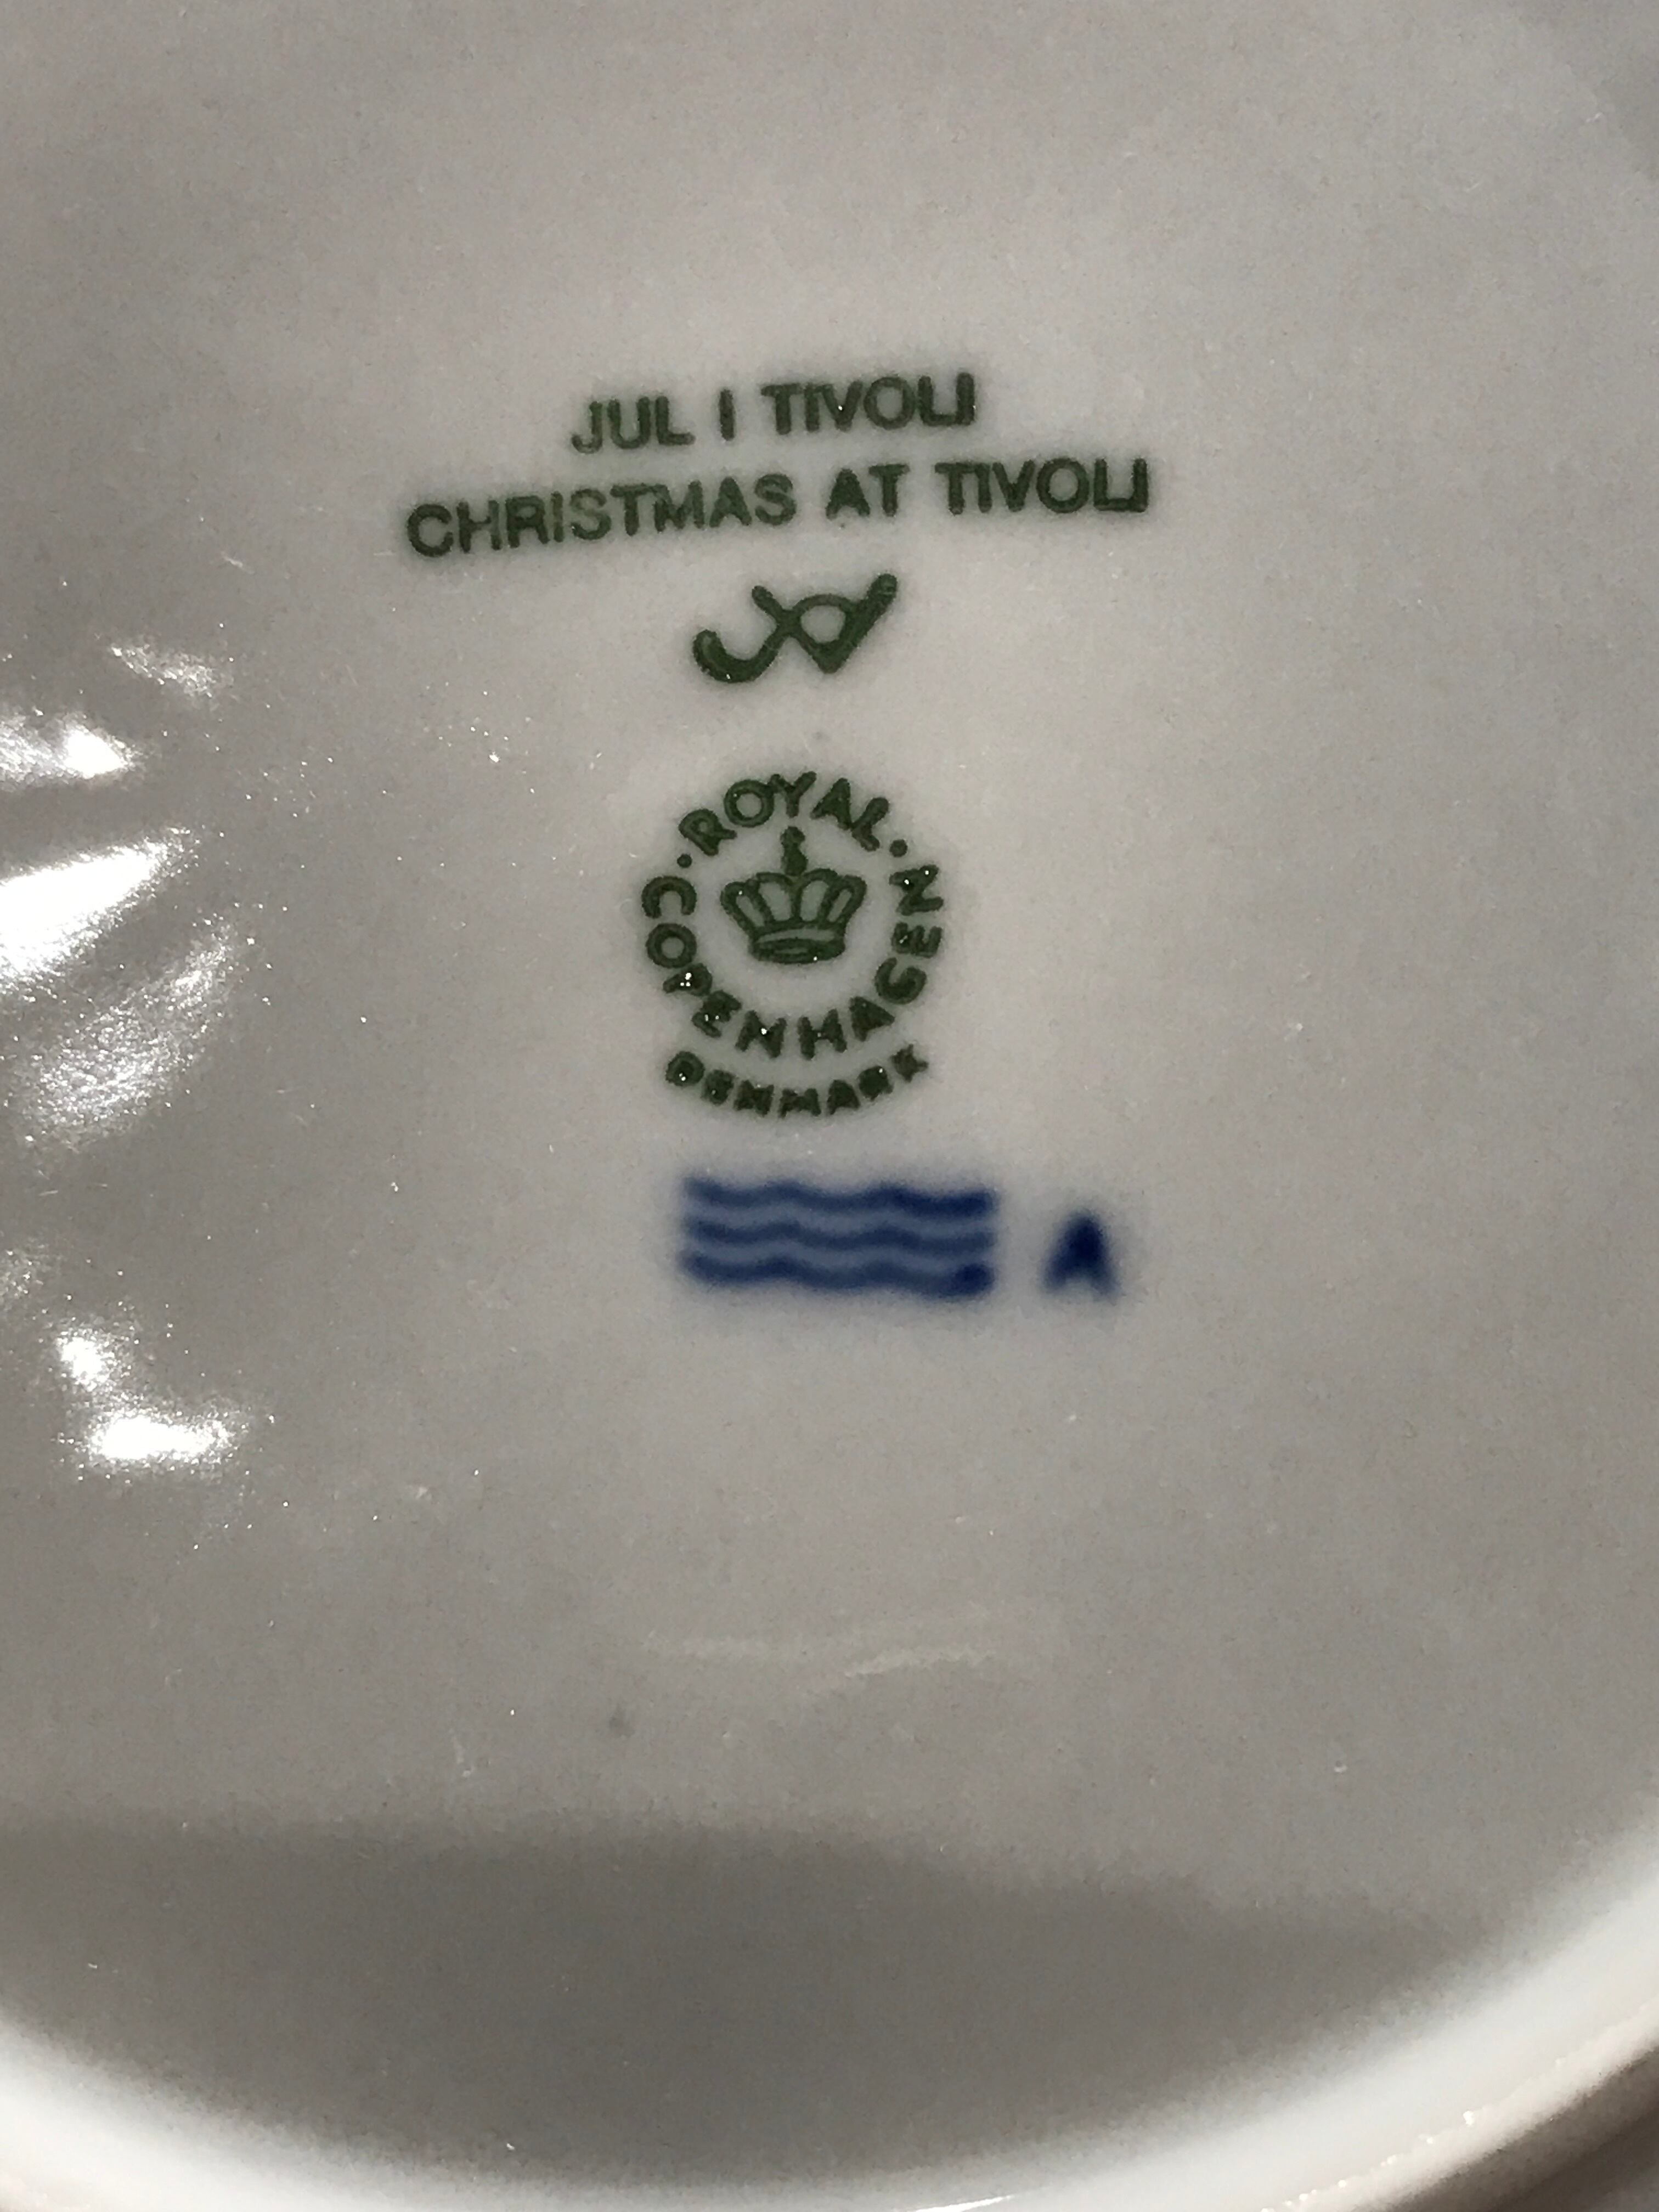 JUL I TIVOLI
CHRISTMAS AT TIVOLI
· ROYAL ·
COPENHAGEN
DENMARK
A